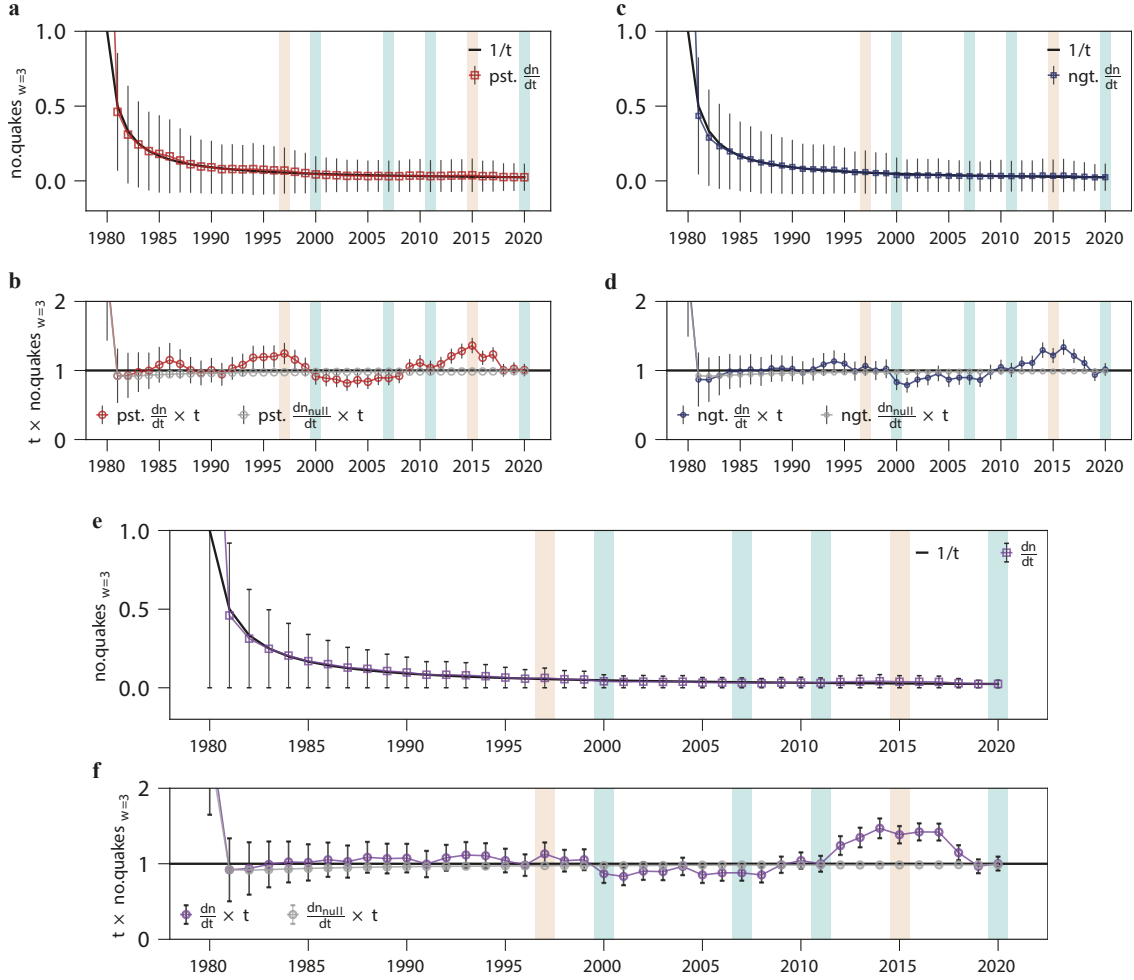 a
1.0
0.5
0.0
no.quakes w=3
1/t
pst. dn/dt
1980 1985 1990 1995 2000 2005 2010 2015 2020
c
1.0
0.5
0.0
1/t
ngt. dn/dt
1980 1985 1990 1995 2000 2005 2010 2015 2020
b
2
1
0
t × no.quakes w=3
pst. dn/dt × t pst. dn_null/dt × t
1980 1985 1990 1995 2000 2005 2010 2015 2020
d
2
1
0
ngt. dn/dt × t ngt. dn_null/dt × t
1980 1985 1990 1995 2000 2005 2010 2015 2020
e
1.0
0.5
0.0
no.quakes w=3
1/t dn/dt
1980 1985 1990 1995 2000 2005 2010 2015 2020
f
2
1
0
t × no.quakes w=3
dn/dt × t dn_null/dt × t
1980 1985 1990 1995 2000 2005 2010 2015 2020